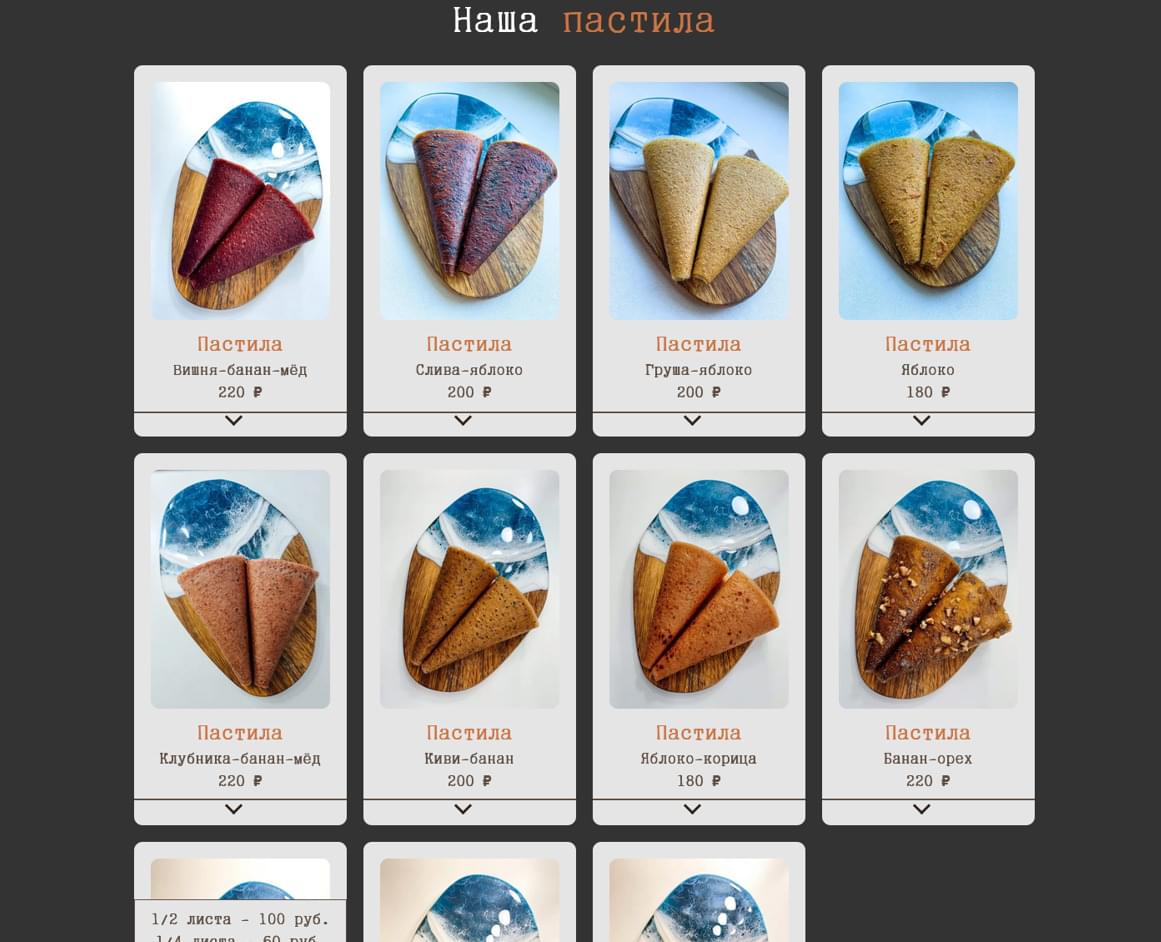 Наша пастила
Пастила
Вишня-банан-мёд
220 ₽
Пастила
Слива-яблоко
200 ₽
Пастила
Груша-яблоко
200 ₽
Пастила
Яблоко
180 ₽
Пастила
Клубника-банан-мёд
220 ₽
Пастила
Киви-банан
200 ₽
Пастила
Яблоко-корица
180 ₽
Пастила
Банан-орех
220 ₽
1/2 листа - 100 руб.
1/4 листа - 60 руб.